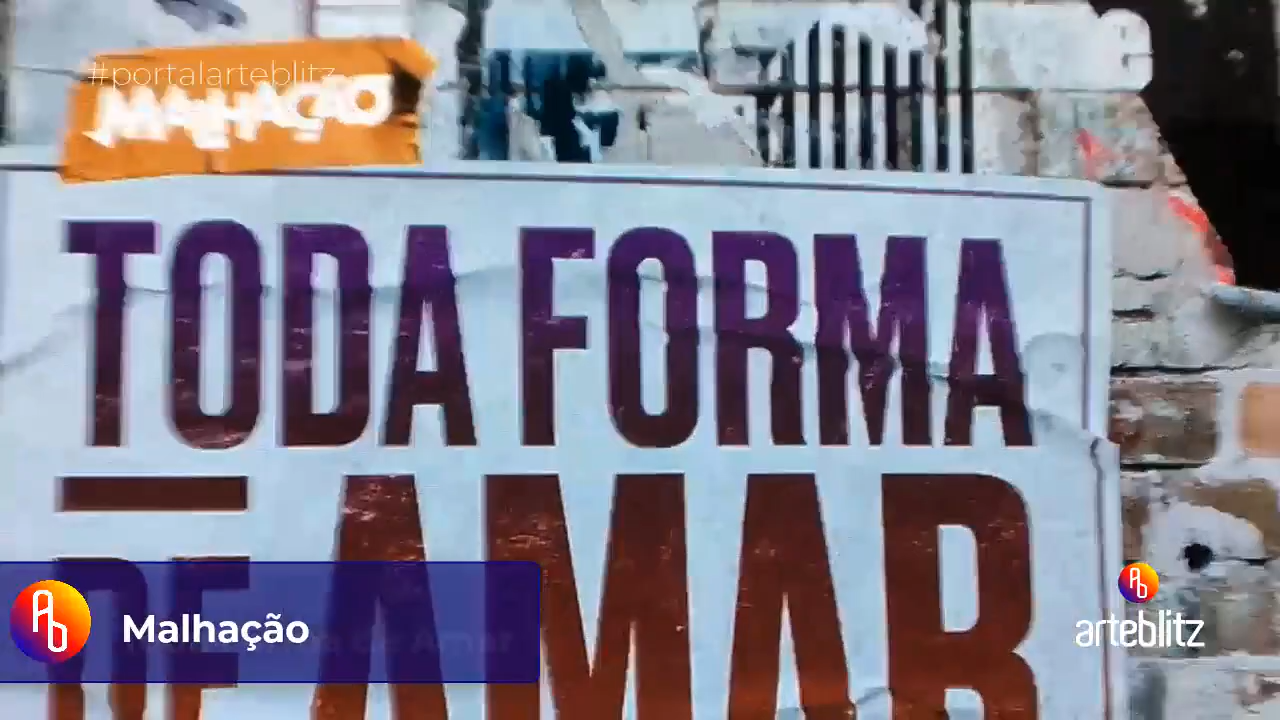 #portalarteblitz
MALHAÇÃO
TODA FORMA
DE AMAR
Malhação
arteblitz